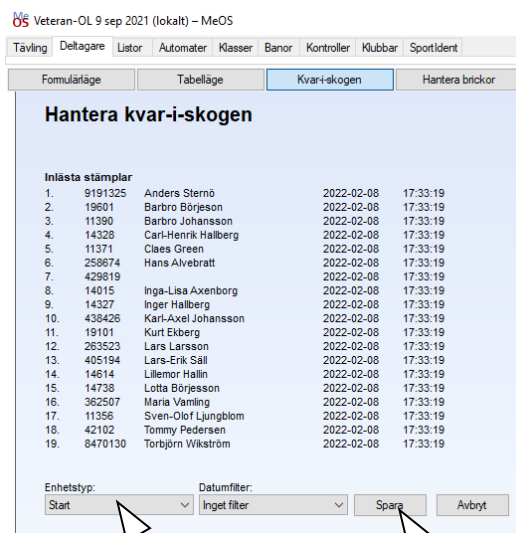 MeOS Veteran-OL 9 sep 2021 (lokalt) – MeOS
Tävling Deltagare Listor Automater Klasser Banor Kontroller Klubbar SportIdent
Formulärläge Tabelläge Kvar-i-skogen Hantera brickor
Hantera kvar-i-skogen
Inlästa stämplar
1. 9191325 Anders Sternö 2022-02-08 17:33:19
2. 19601 Barbro Börjeson 2022-02-08 17:33:19
3. 11390 Barbro Johansson 2022-02-08 17:33:19
4. 14328 Carl-Henrik Hallberg 2022-02-08 17:33:19
5. 11371 Claes Green 2022-02-08 17:33:19
6. 258674 Hans Alvebratt 2022-02-08 17:33:19
7. 429819 2022-02-08 17:33:19
8. 14015 Inga-Lisa Axenborg 2022-02-08 17:33:19
9. 14327 Inger Hallberg 2022-02-08 17:33:19
10. 438426 Karl-Axel Johansson 2022-02-08 17:33:19
11. 19101 Kurt Ekberg 2022-02-08 17:33:19
12. 263523 Lars Larsson 2022-02-08 17:33:19
13. 405194 Lars-Erik Säll 2022-02-08 17:33:19
14. 14614 Lillemor Hallin 2022-02-08 17:33:19
15. 14738 Lotta Börjesson 2022-02-08 17:33:19
16. 362507 Maria Vamling 2022-02-08 17:33:19
17. 11356 Sven-Olof Ljungblom 2022-02-08 17:33:19
18. 42102 Tommy Pedersen 2022-02-08 17:33:19
19. 8470130 Torbjörn Wikström 2022-02-08 17:33:19
Enhetstyp: Datumfilter:
Start Inget filter Spara Avbryt